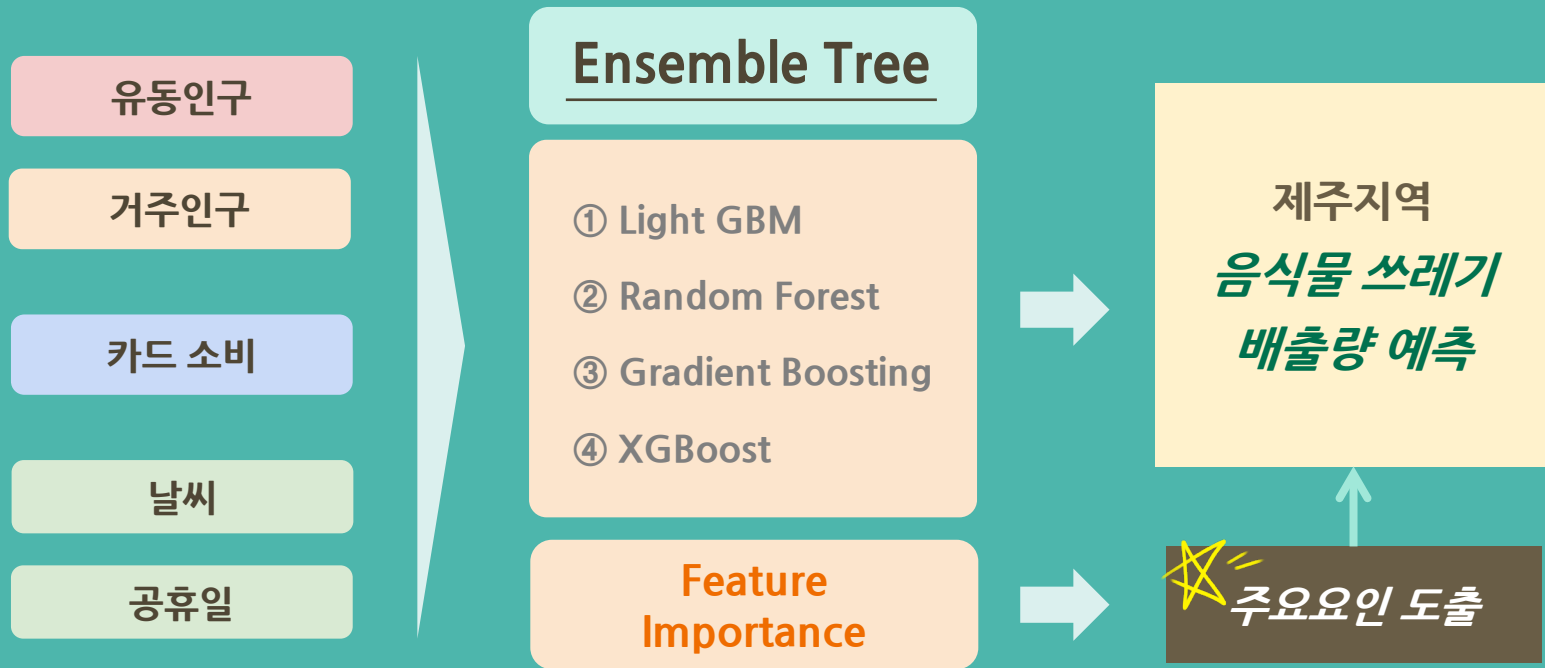 유동인구
거주인구
카드 소비
날씨
공휴일
Ensemble Tree
① Light GBM
② Random Forest
③ Gradient Boosting
④ XGBoost
Feature
Importance
제주지역
음식물 쓰레기
배출량 예측
주요요인 도출